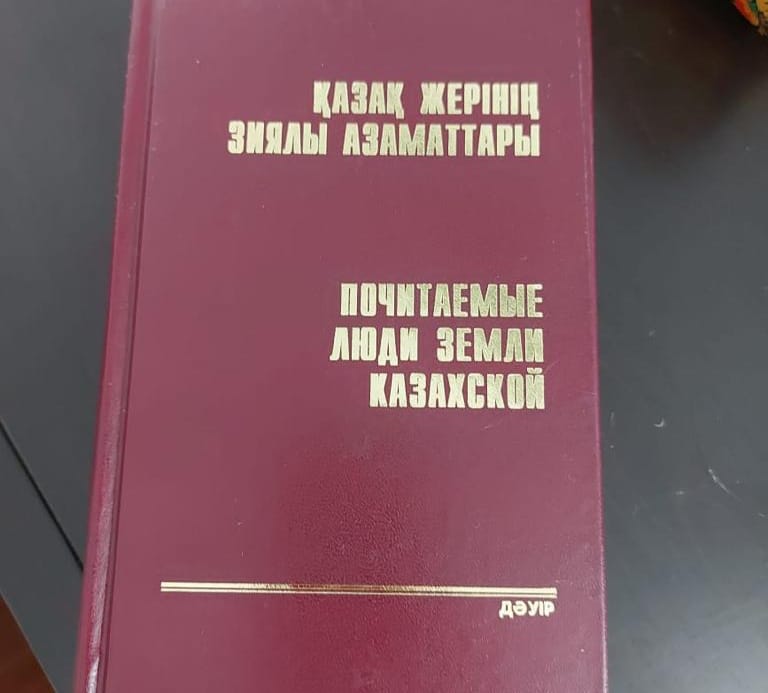 ҚАЗАҚ ЖЕРІНІҢ
ЗИЯЛЫ АЗАМАТТАРЫ
ПОЧИТАЕМЫЕ
ЛЮДИ ЗЕМЛИ
КАЗАХСКОЙ
ДӘУІР